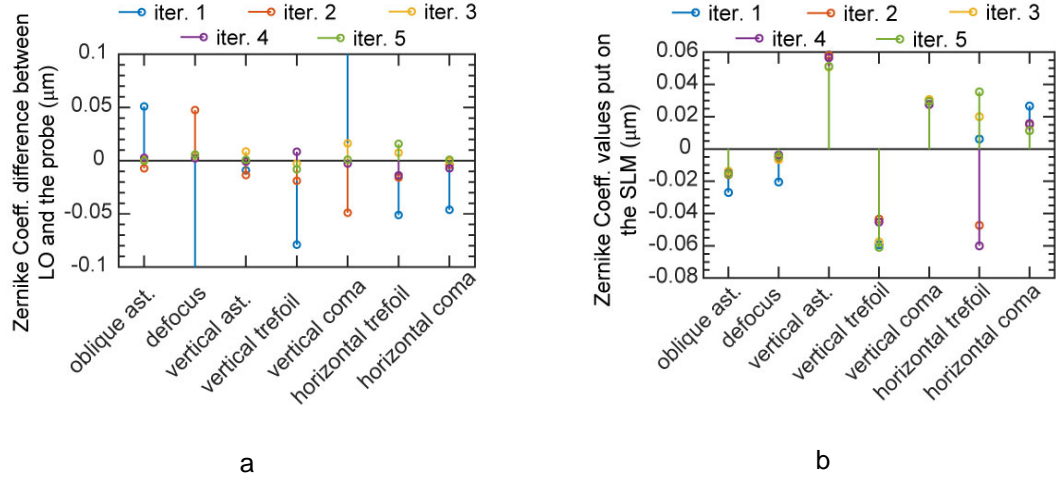 iter. 1 iter. 2 iter. 3
iter. 4 iter. 5
Zernike Coeff. difference between
LO and the probe (μm)
0.1
0.05
0
-0.05
-0.1
oblique ast.
defocus
vertical ast.
vertical trefoil
vertical coma
horizontal trefoil
horizontal coma
a
iter. 1 iter. 2 iter. 3
iter. 4 iter. 5
Zernike Coeff. values put on
the SLM (μm)
0.06
0.04
0.02
0
-0.02
-0.04
-0.06
-0.08
oblique ast.
defocus
vertical ast.
vertical trefoil
vertical coma
horizontal trefoil
horizontal coma
b